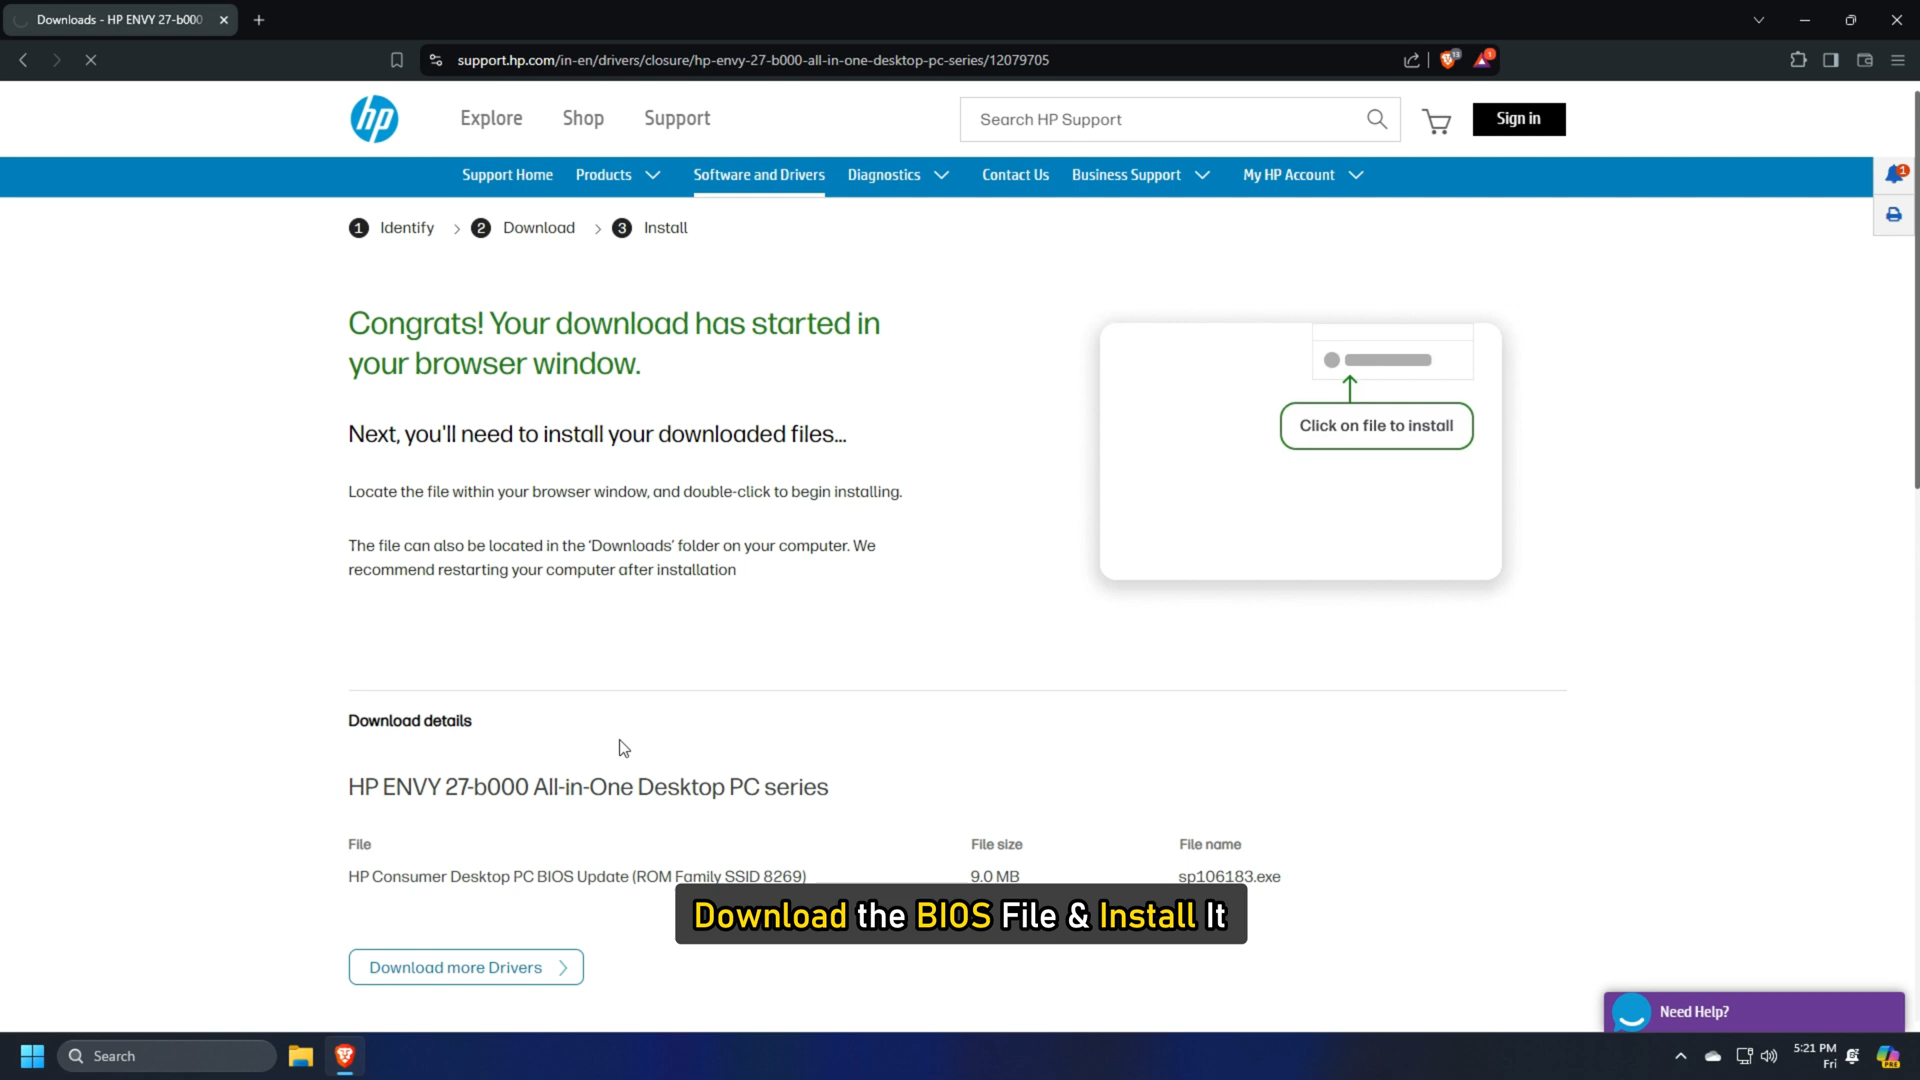 Downloads - HP ENVY 27-b000
support.hp.com/in-en/drivers/closure/hp-envy-27-b000-all-in-one-desktop-pc-series/12079705
13
1
hp
Explore
Shop
Support
Search HP Support
Sign in
Support Home
Products
Software and Drivers
Diagnostics
Contact Us
Business Support
My HP Account
1
1 Identify > 2 Download > 3 Install
Congrats! Your download has started in
your browser window.
Next, you'll need to install your downloaded files...
Locate the file within your browser window, and double-click to begin installing.
The file can also be located in the 'Downloads' folder on your computer. We
recommend restarting your computer after installation
Click on file to install
Download details
HP ENVY 27-b000 All-in-One Desktop PC series
File
File size
File name
HP Consumer Desktop PC BIOS Update (ROM Family SSID 8269)
9.0 MB
sp106183.exe
Download the BIOS File & Install It
Download more Drivers
Need Help?
Search
5:21 PM
Fri
PRE